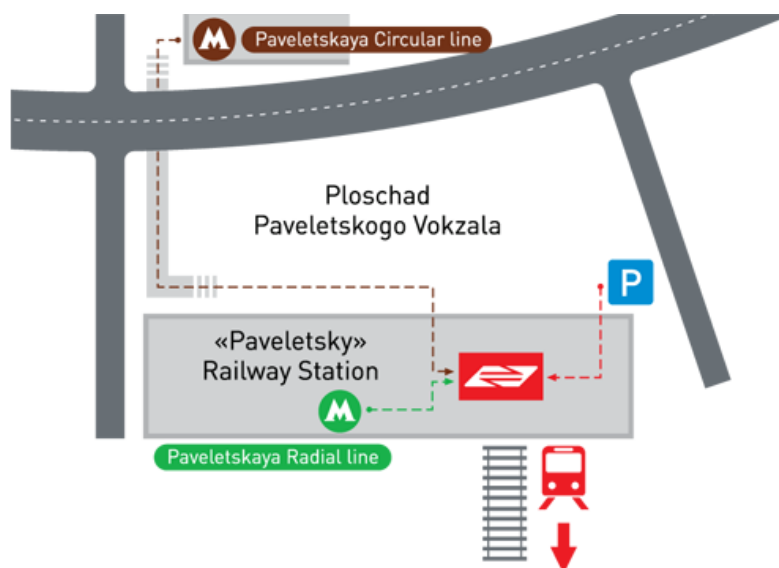 M Paveletskaya Circular line
Ploschad
Paveletskogo Vokzala
P
«Paveletsky»
Railway Station
M
Paveletskaya Radial line